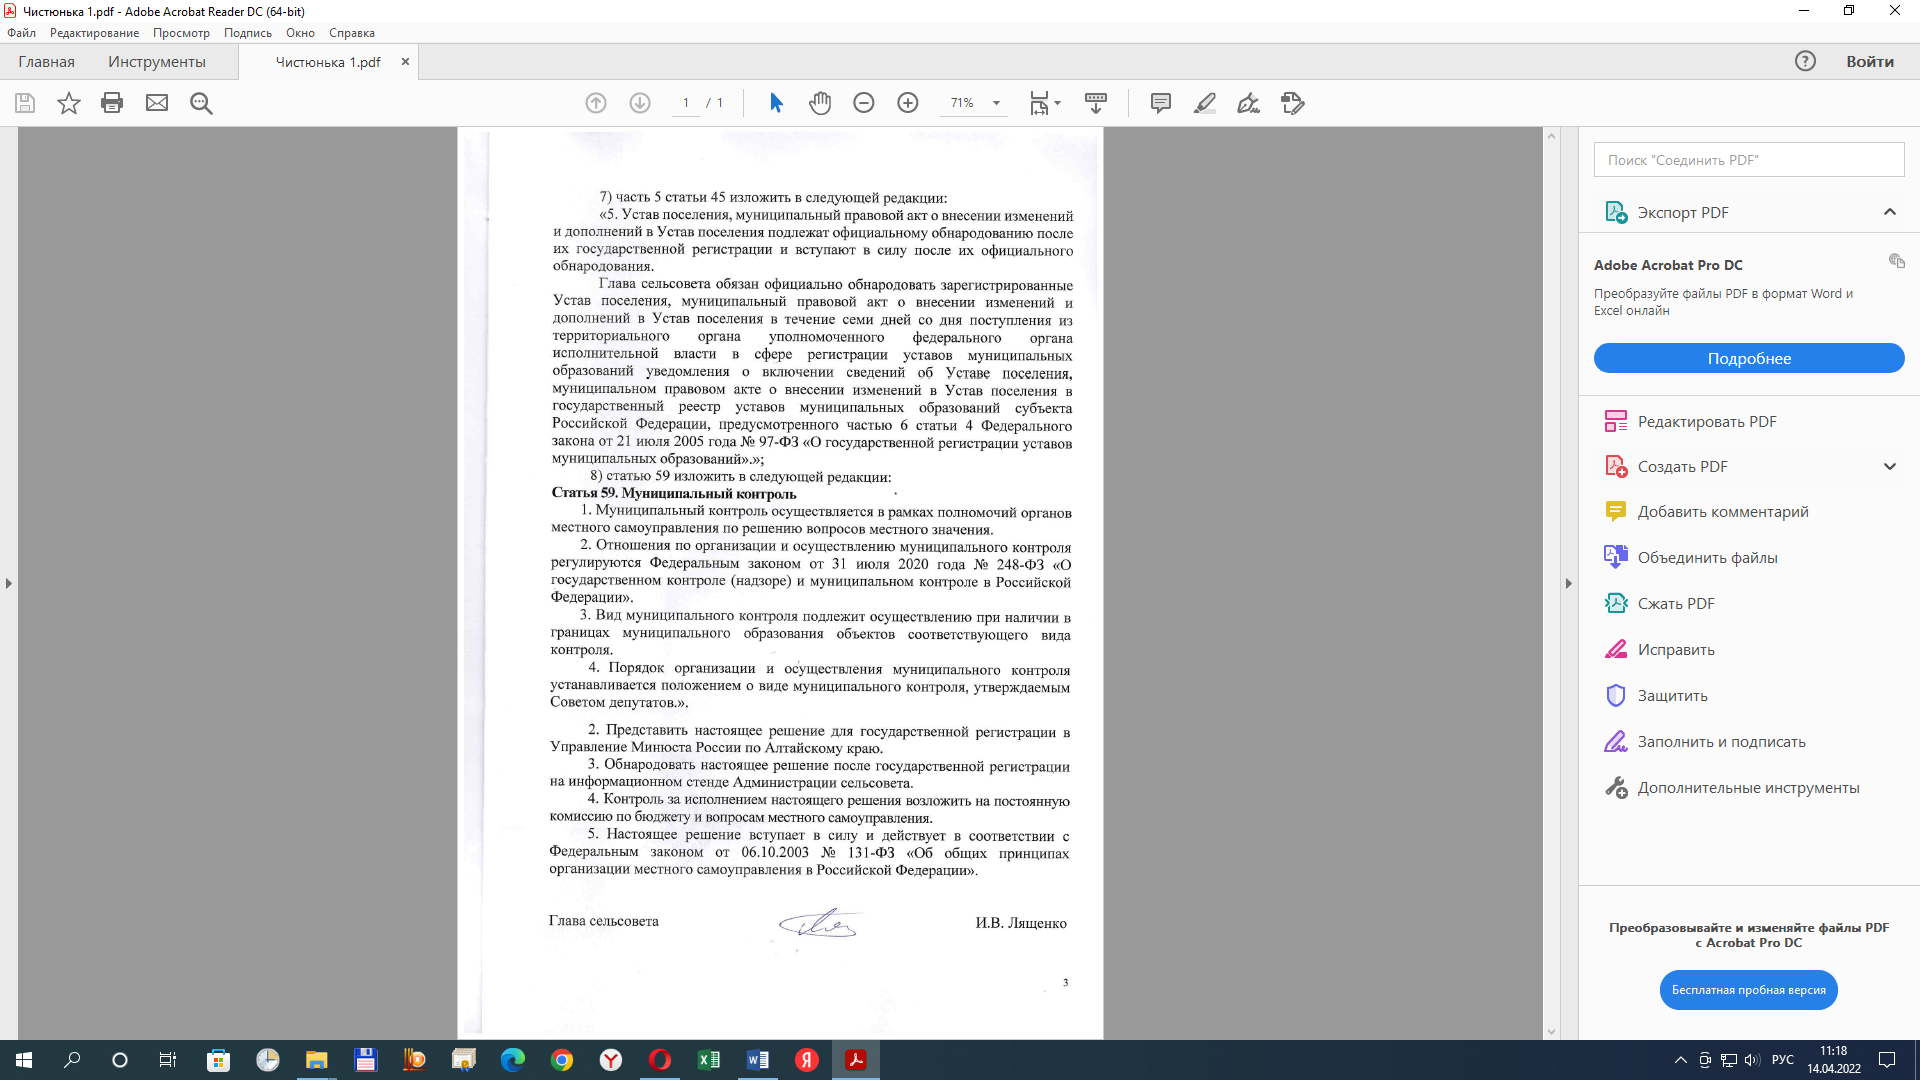 Чистюнька 1.pdf - Adobe Acrobat Reader DC (64-bit)
Файл Редактирование Просмотр Подпись Окно Справка
Главная Инструменты Чистюнька 1.pdf × Войти
1 / 1 71%
7) часть 5 статьи 45 изложить в следующей редакции:
«5. Устав поселения, муниципальный правовой акт о внесении изменений
и дополнений в Устав поселения подлежат официальному обнародованию после
их государственной регистрации и вступают в силу после их официального
обнародования.
Глава сельсовета обязан официально обнародовать зарегистрированные
Устав поселения, муниципальный правовой акт о внесении изменений и
дополнений в Устав поселения в течение семи дней со дня поступления из
территориального органа уполномоченного федерального органа
исполнительной власти в сфере регистрации уставов муниципальных
образований уведомления о включении сведений об Уставе поселения,
муниципальном правовом акте о внесении изменений в Устав поселения в
государственный реестр уставов муниципальных образований субъекта
Российской Федерации, предусмотренного частью 6 статьи 4 Федерального
закона от 21 июля 2005 года № 97-ФЗ «О государственной регистрации уставов
муниципальных образований».»;
8) статью 59 изложить в следующей редакции:
Статья 59. Муниципальный контроль
1. Муниципальный контроль осуществляется в рамках полномочий органов
местного самоуправления по решению вопросов местного значения.
2. Отношения по организации и осуществлению муниципального контроля
регулируются Федеральным законом от 31 июля 2020 года № 248-ФЗ «О
государственном контроле (надзоре) и муниципальном контроле в Российской
Федерации».
3. Вид муниципального контроля подлежит осуществлению при наличии в
границах муниципального образования объектов соответствующего вида
контроля.
4. Порядок организации и осуществления муниципального контроля
устанавливается положением о виде муниципального контроля, утверждаемым
Советом депутатов.».
2. Представить настоящее решение для государственной регистрации в
Управление Минюста России по Алтайскому краю.
3. Обнародовать настоящее решение после государственной регистрации
на информационном стенде Администрации сельсовета.
4. Контроль за исполнением настоящего решения возложить на постоянную
комиссию по бюджету и вопросам местного самоуправления.
5. Настоящее решение вступает в силу и действует в соответствии с
Федеральным законом от 06.10.2003 № 131-ФЗ «Об общих принципах
организации местного самоуправления в Российской Федерации».
Глава сельсовета И.В. Лященко
3
Поиск "Соединить PDF"
Экспорт PDF
Adobe Acrobat Pro DC
Преобразуйте файлы PDF в формат Word и
Excel онлайн
Подробнее
Редактировать PDF
Создать PDF
Добавить комментарий
Объединить файлы
Сжать PDF
Исправить
Защитить
Заполнить и подписать
Дополнительные инструменты
Преобразовывайте и изменяйте файлы PDF
с Acrobat Pro DC
Бесплатная пробная версия
РУС
11:18
14.04.2022